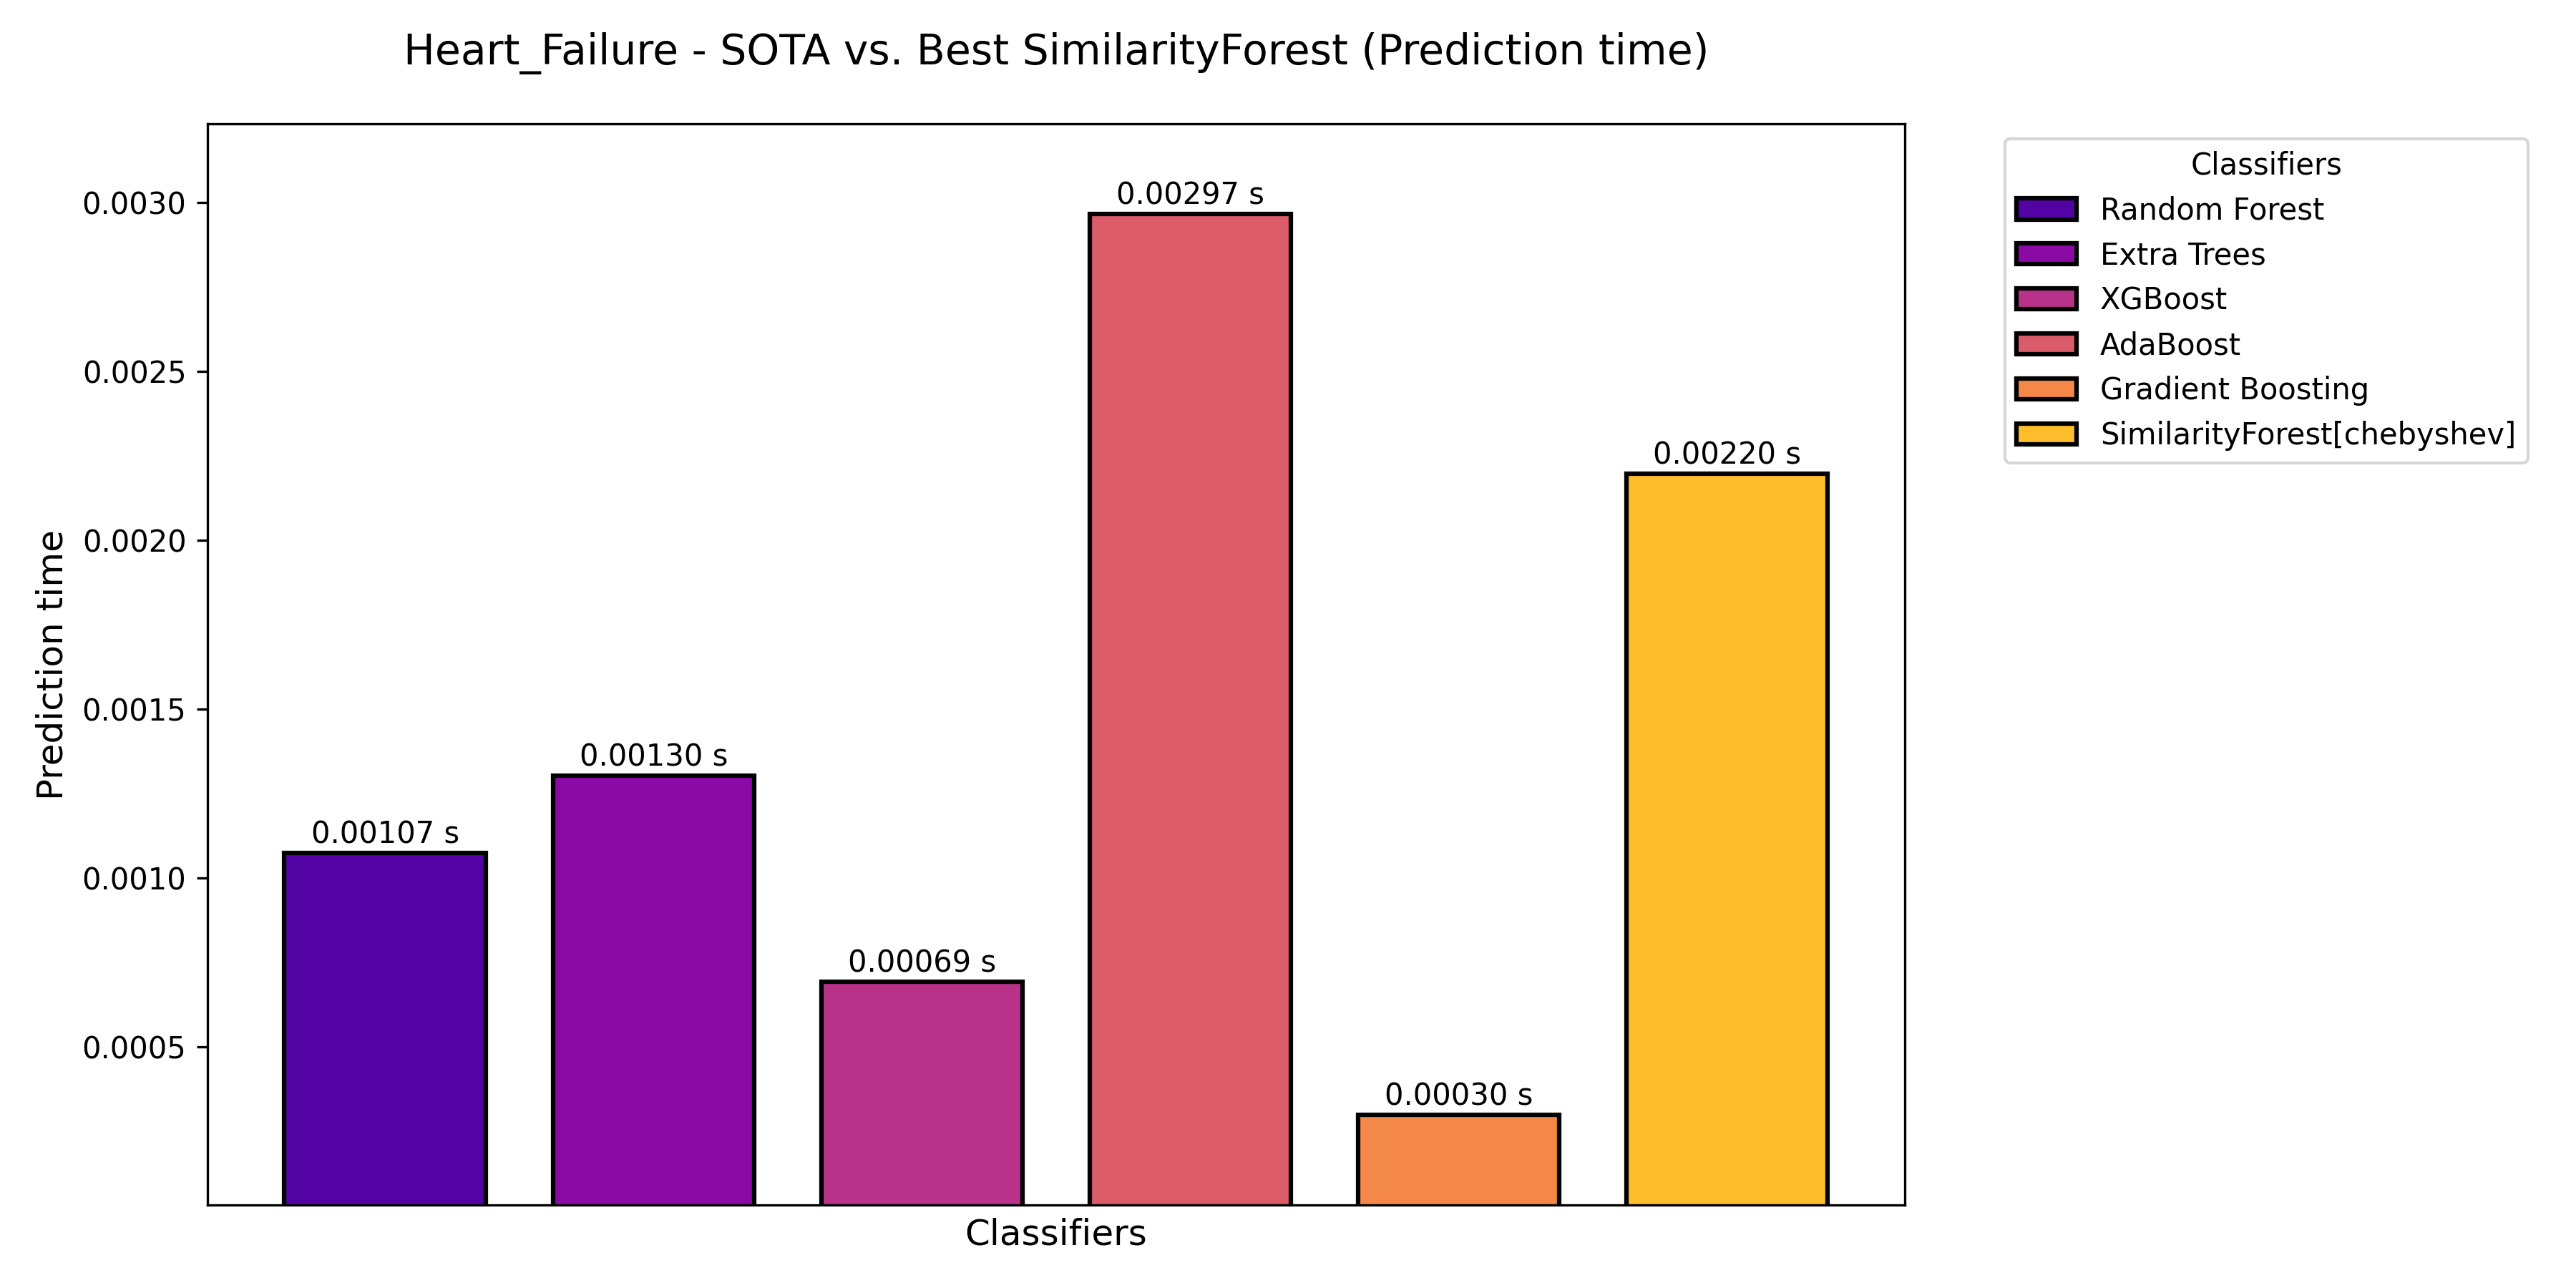 Heart_Failure - SOTA vs. Best SimilarityForest (Prediction time)
Prediction time
0.0030
0.0025
0.0020
0.0015
0.0010
0.0005
0.00107 s
0.00130 s
0.00069 s
0.00297 s
0.00030 s
0.00220 s
Classifiers
Classifiers
Random Forest
Extra Trees
XGBoost
AdaBoost
Gradient Boosting
SimilarityForest[chebyshev]